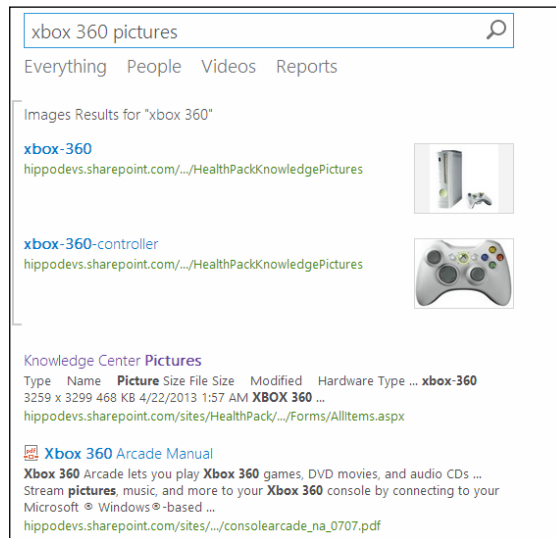 xbox 360 pictures
Everything People Videos Reports
Images Results for "xbox 360"
xbox-360
hippodevs.sharepoint.com/.../HealthPackKnowledgePictures
xbox-360-controller
hippodevs.sharepoint.com/.../HealthPackKnowledgePictures
Knowledge Center Pictures
Type Name Picture Size File Size Modified Hardware Type ... xbox-360
3259 x 3299 468 KB 4/22/2013 1:57 AM XBOX 360 ...
hippodevs.sharepoint.com/sites/HealthPack/.../Forms/AllItems.aspx
Xbox 360 Arcade Manual
Xbox 360 Arcade lets you play Xbox 360 games, DVD movies, and audio CDs ...
Stream pictures, music, and more to your Xbox 360 console by connecting to your
Microsoft ® Windows®-based ...
hippodevs.sharepoint.com/sites/.../consolearcade_na_0707.pdf